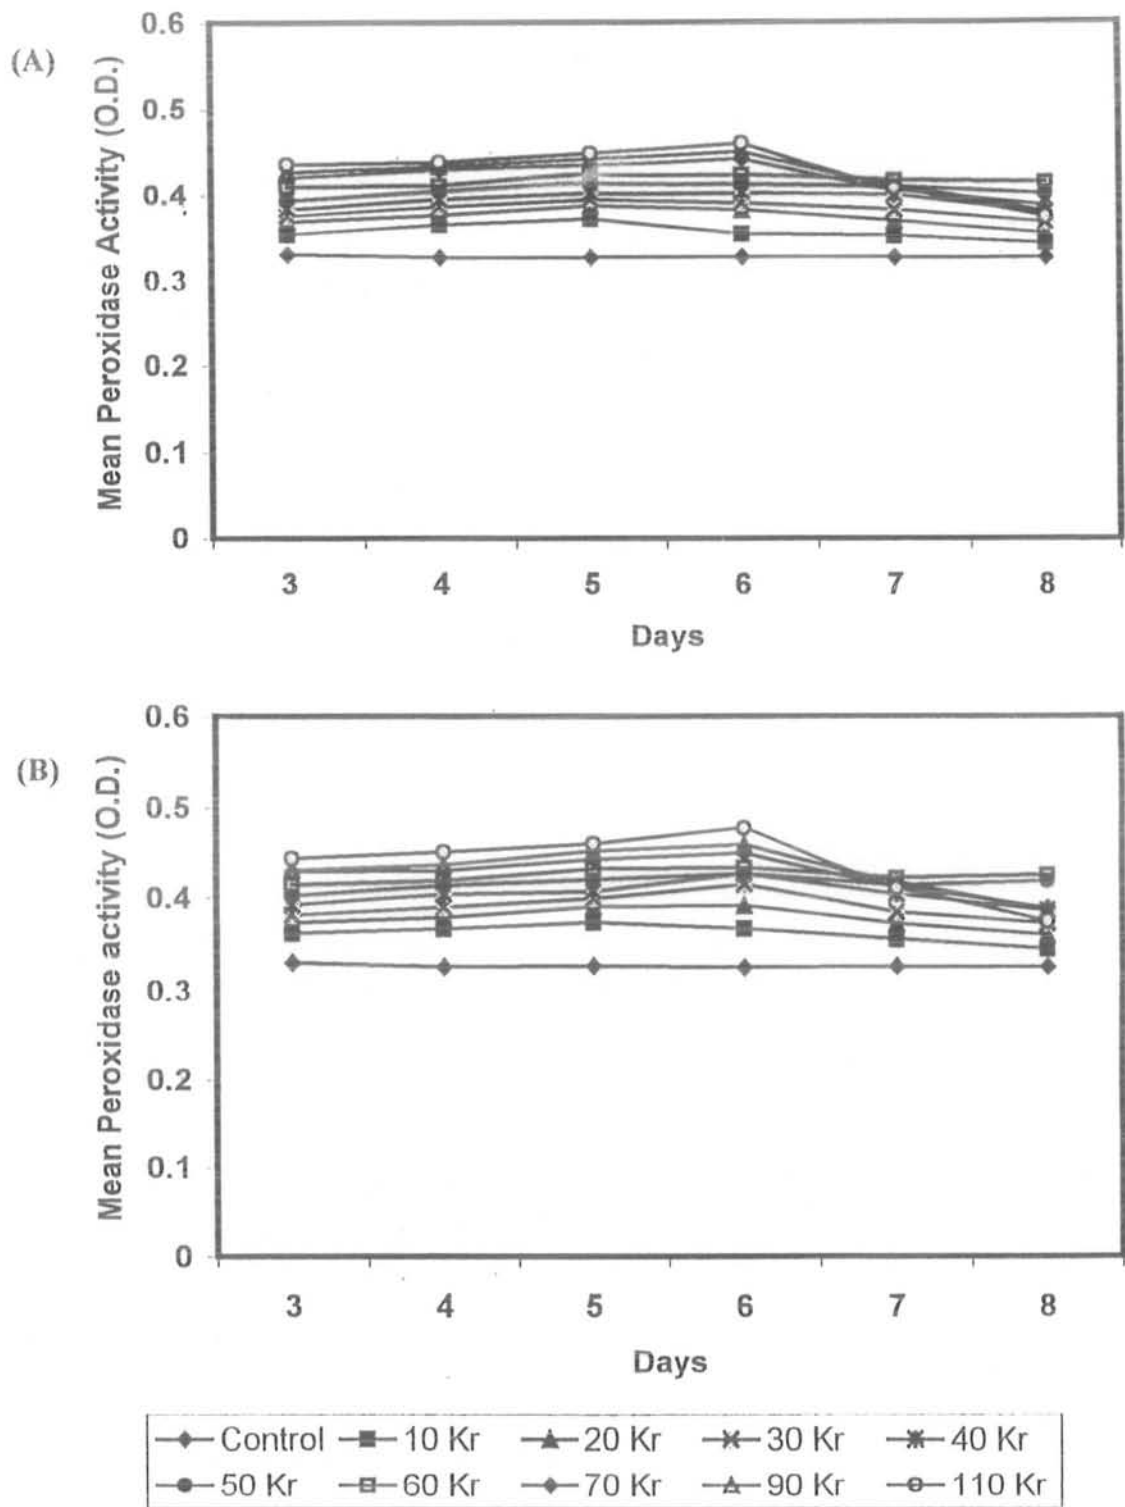 (A)
Mean Peroxidase Activity (O.D.)
0.6
0.5
0.4
0.3
0.2
0.1
0
3 4 5 6 7 8
Days
(B)
Mean Peroxidase activity (O.D.)
0.6
0.5
0.4
0.3
0.2
0.1
0
3 4 5 6 7 8
Days
Control 10 Kr 20 Kr 30 Kr 40 Kr
50 Kr 60 Kr 70 Kr 90 Kr 110 Kr